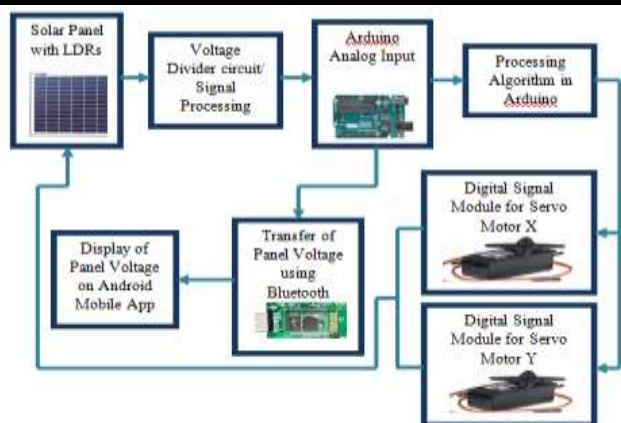 Solar Panel
with LDRs
Voltage
Divider circuit/
Signal
Processing
Arduino
Analog Input
Processing
Algorithm in
Arduino
Digital Signal
Module for Servo
Motor X
Transfer of
Panel Voltage
using
Bluetooth
Display of
Panel Voltage
on Android
Mobile App
Digital Signal
Module for Servo
Motor Y